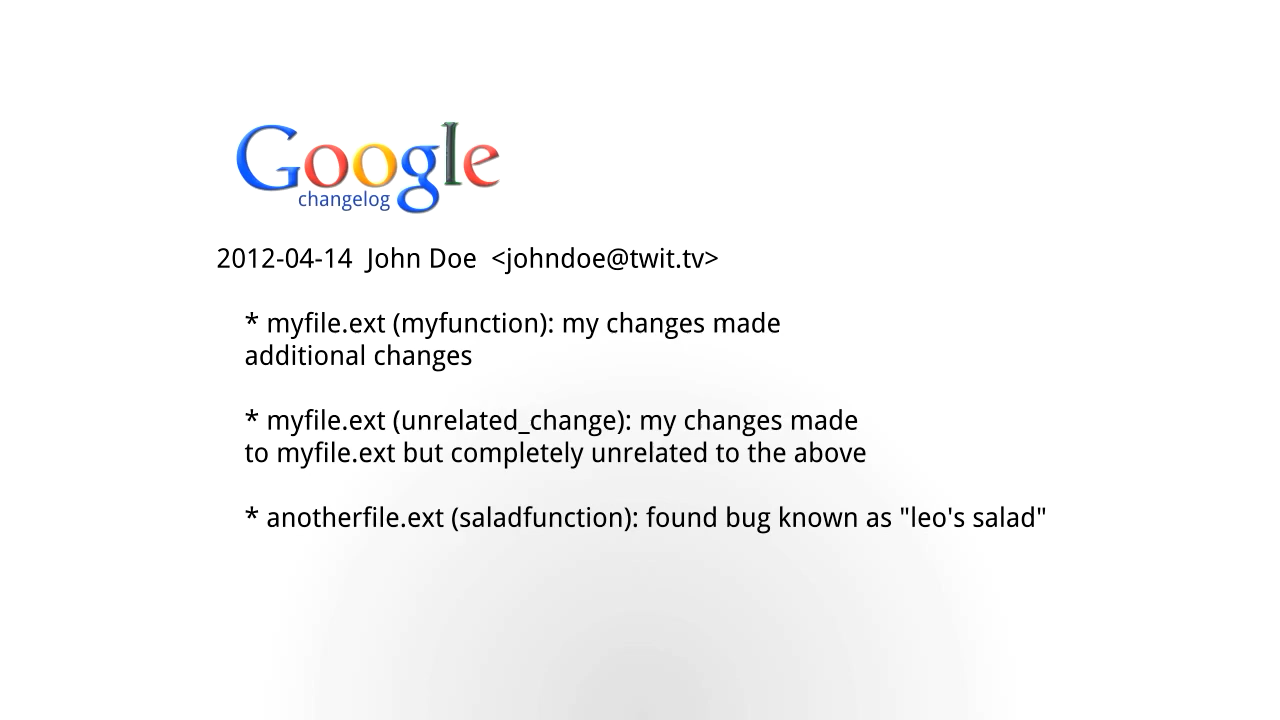 Google
changelog
2012-04-14 John Doe <johndoe@twit.tv>
* myfile.ext (myfunction): my changes made
additional changes
* myfile.ext (unrelated_change): my changes made
to myfile.ext but completely unrelated to the above
* anotherfile.ext (saladfunction): found bug known as "leo's salad"